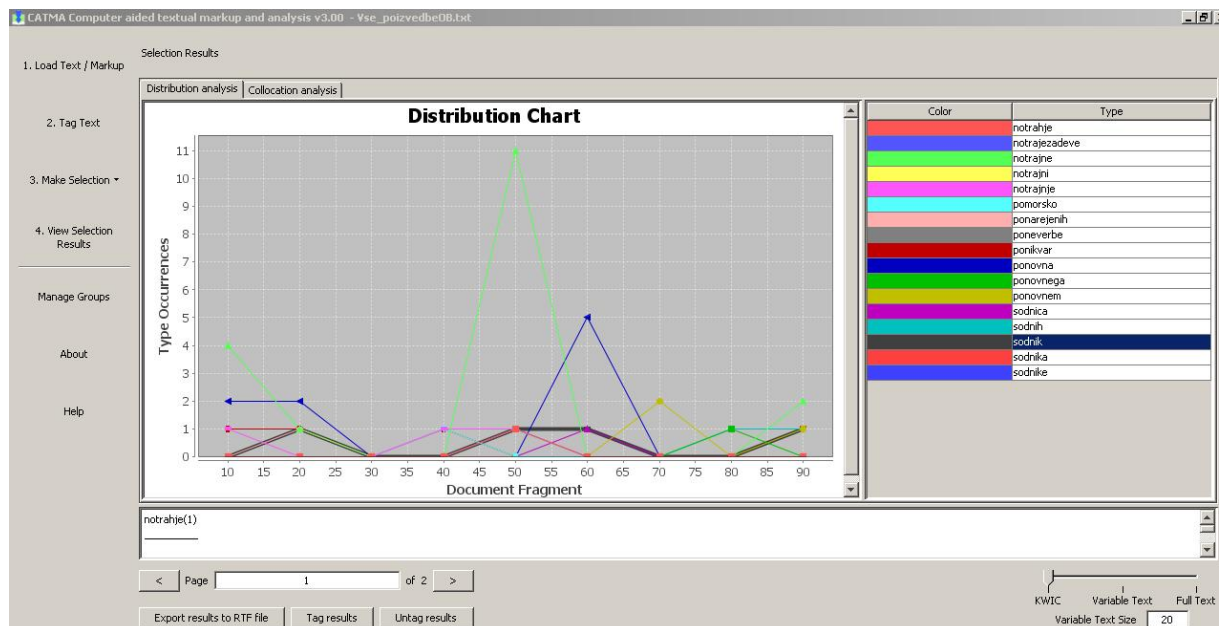 CATMA Computer aided textual markup and analysis v3.00 - Vse_poizvedbeOB.txt
1. Load Text / Markup
2. Tag Text
3. Make Selection
4. View Selection
Results
Manage Groups
About
Help
Selection Results
Distribution analysis Collocation analysis
Distribution Chart
Type Occurrences
11
10
9
8
7
6
5
4
3
2
1
0
10 15 20 25 30 35 40 45 50 55 60 65 70 75 80 85 90
Document Fragment
Color Type
notrahje
notrajezadeve
notrajne
notrajni
notrajnje
pomorsko
ponarejenih
poneverbe
ponikvar
ponovna
ponovnega
ponovnem
sodnica
sodnih
sodnik
sodnika
sodnike
notrahje(1)
< Page 1 of 2 >
Export results to RTF file Tag results Untag results
KWIC Variable Text Full Text
Variable Text Size 20